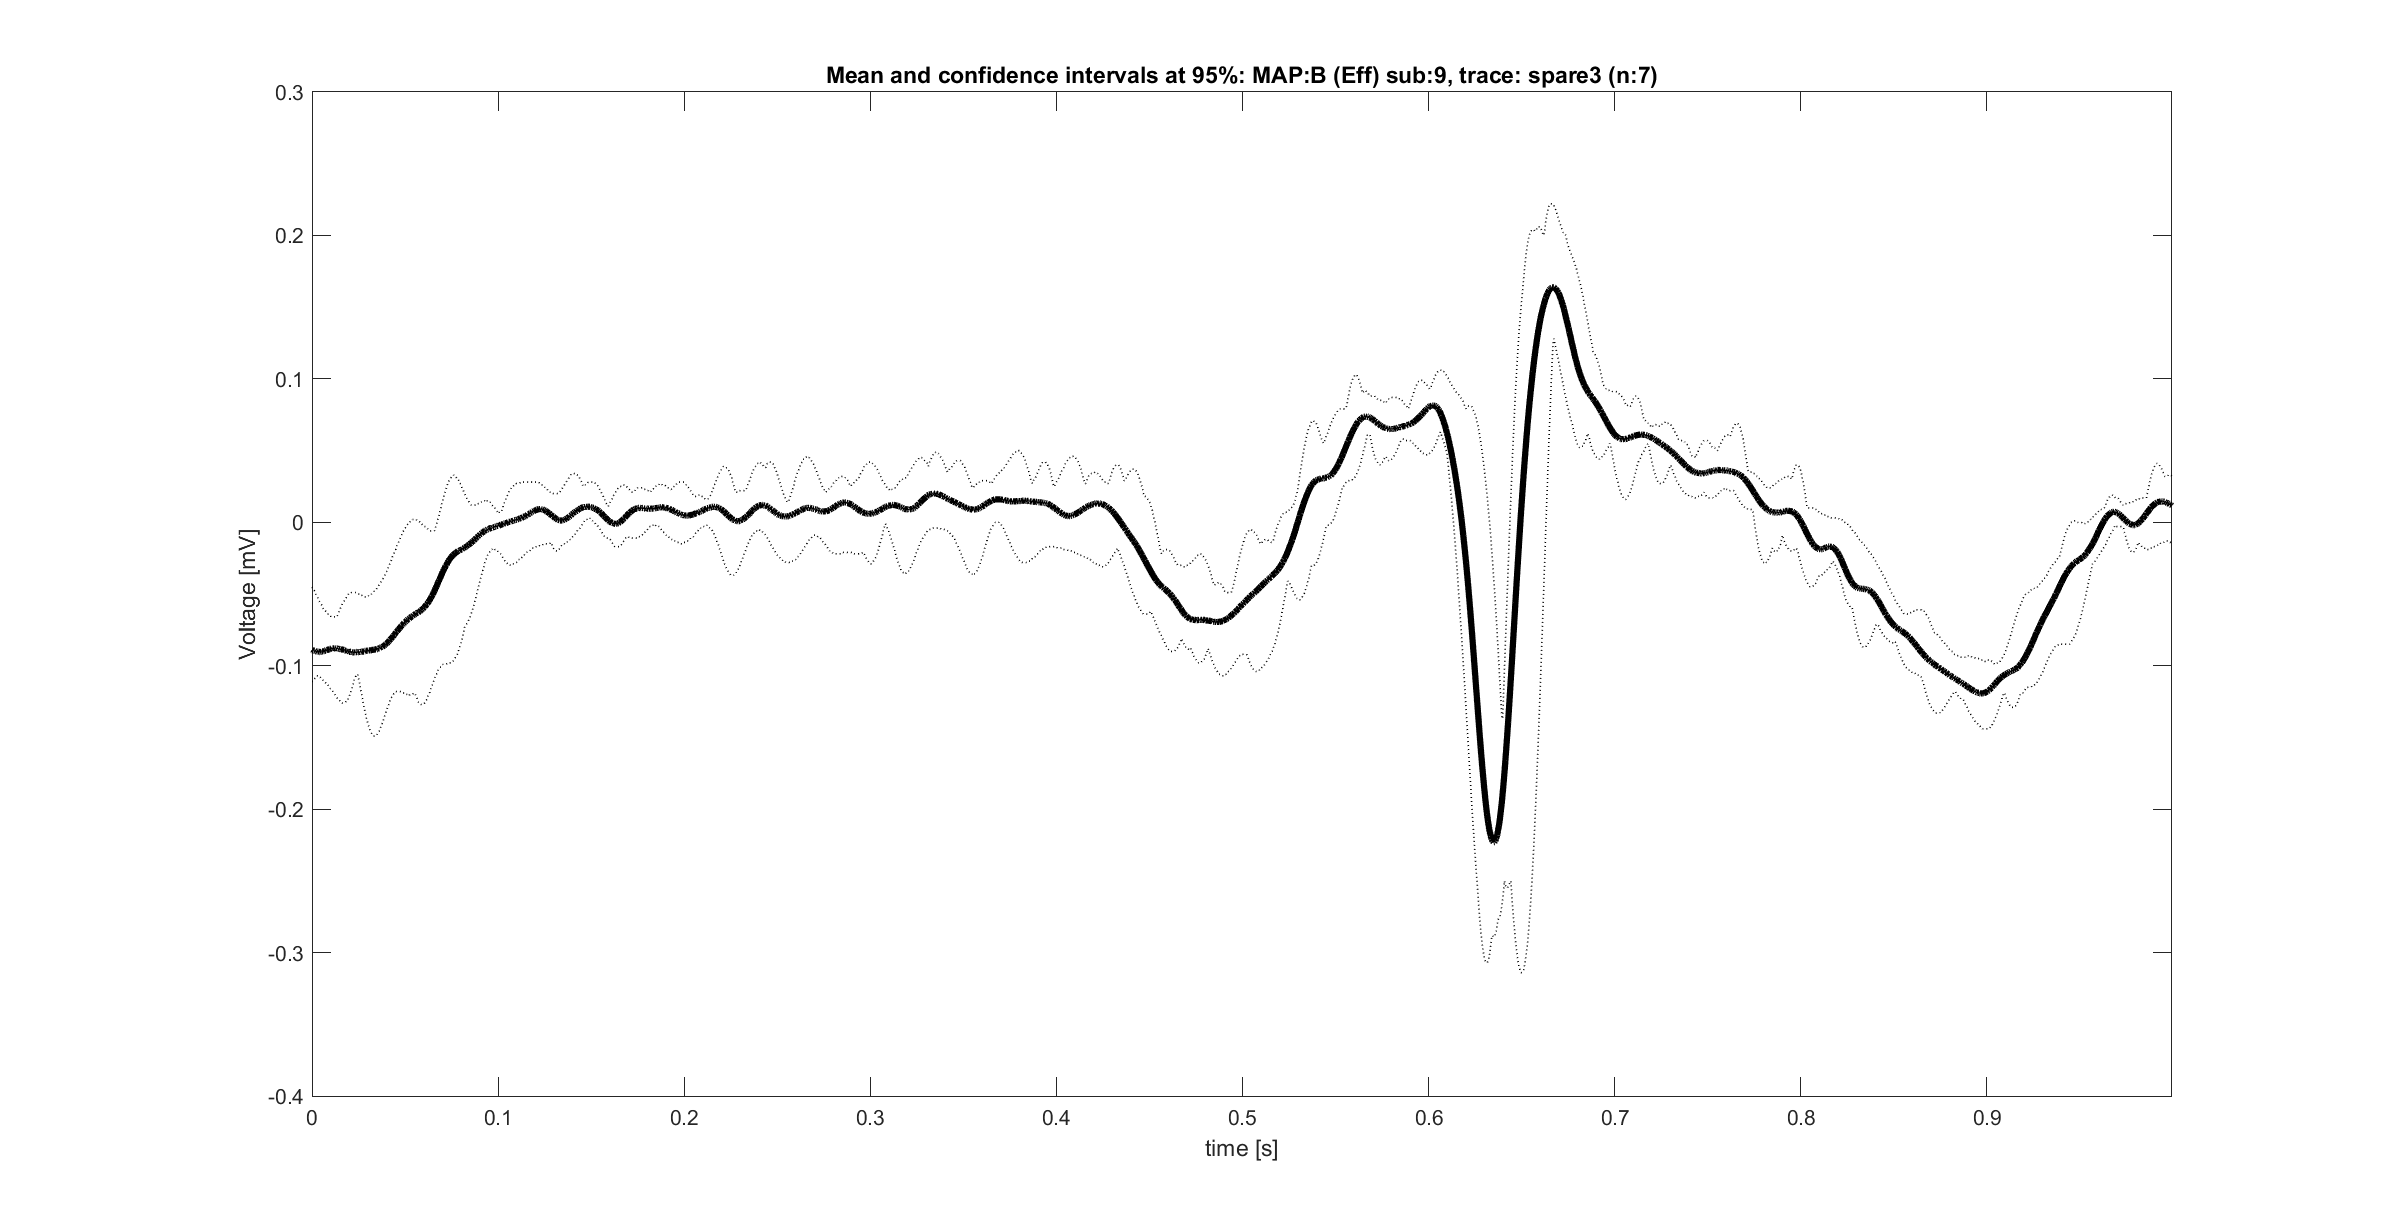 Mean and confidence intervals at 95%: MAP:B (Eff) sub:9, trace: spare3 (n:7)
0.3
0.2
0.1
0
-0.1
-0.2
-0.3
-0.4
Voltage [mV]
0 0.1 0.2 0.3 0.4 0.5 0.6 0.7 0.8 0.9
time [s]